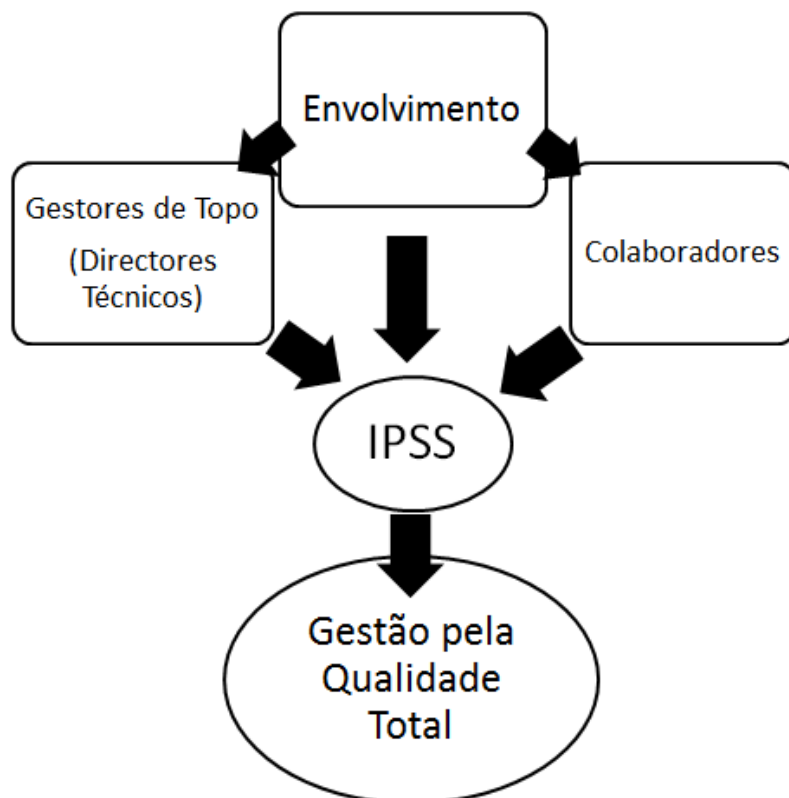 Envolvimento
Gestores de Topo
(Directores
Técnicos)
Colaboradores
IPSS
Gestão pela
Qualidade
Total